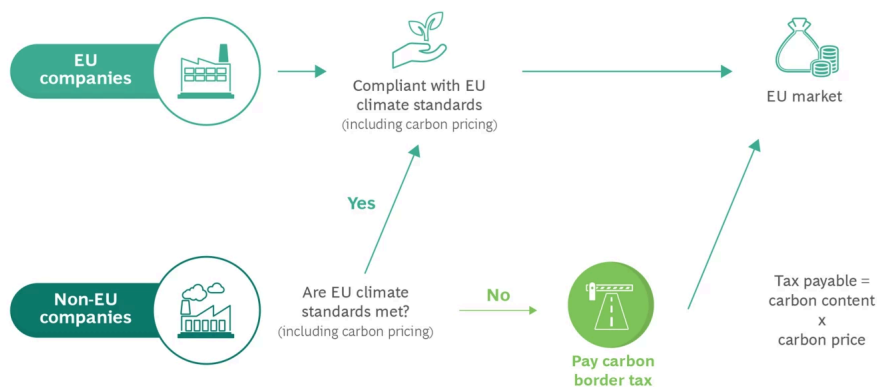 EU
companies
Compliant with EU
climate standards
(including carbon pricing)
EU market
Yes
Non-EU
companies
Are EU climate
standards met?
(including carbon pricing)
No
Pay carbon
border tax
Tax payable =
carbon content
x
carbon price